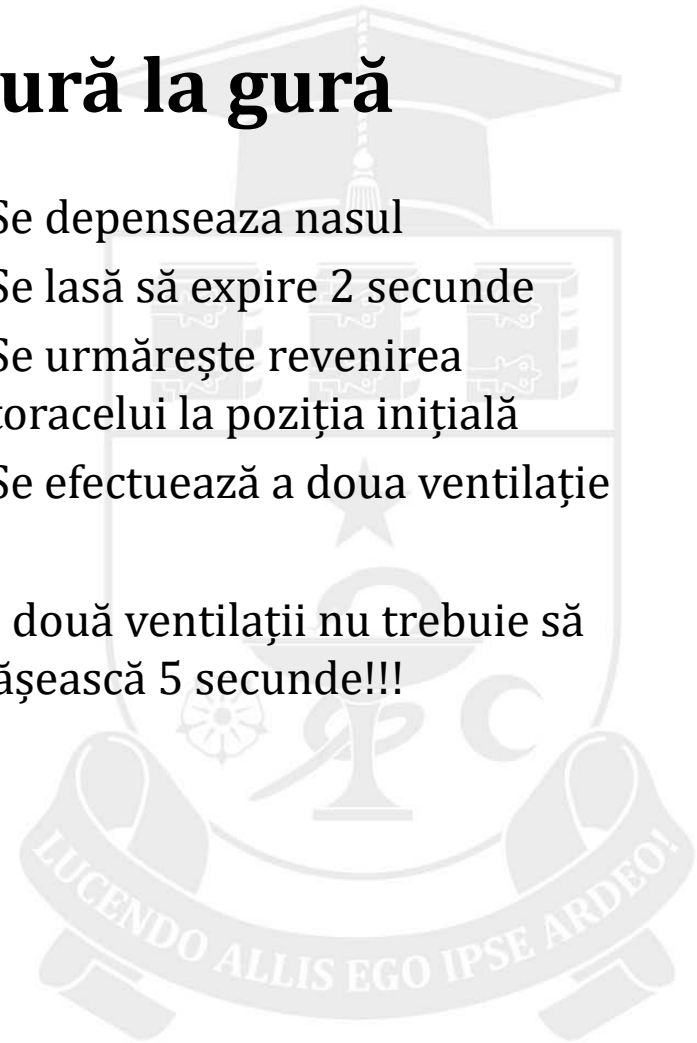 ură la gură
Se depenseaza nasul
Se lasă să expire 2 secunde
Se urmărește revenirea
toracelui la poziția inițială
Se efectuează a doua ventilație
două ventilații nu trebuie să
ășească 5 secunde!!!
LUCENDO ALLIS EGO IPSE ARDEO!